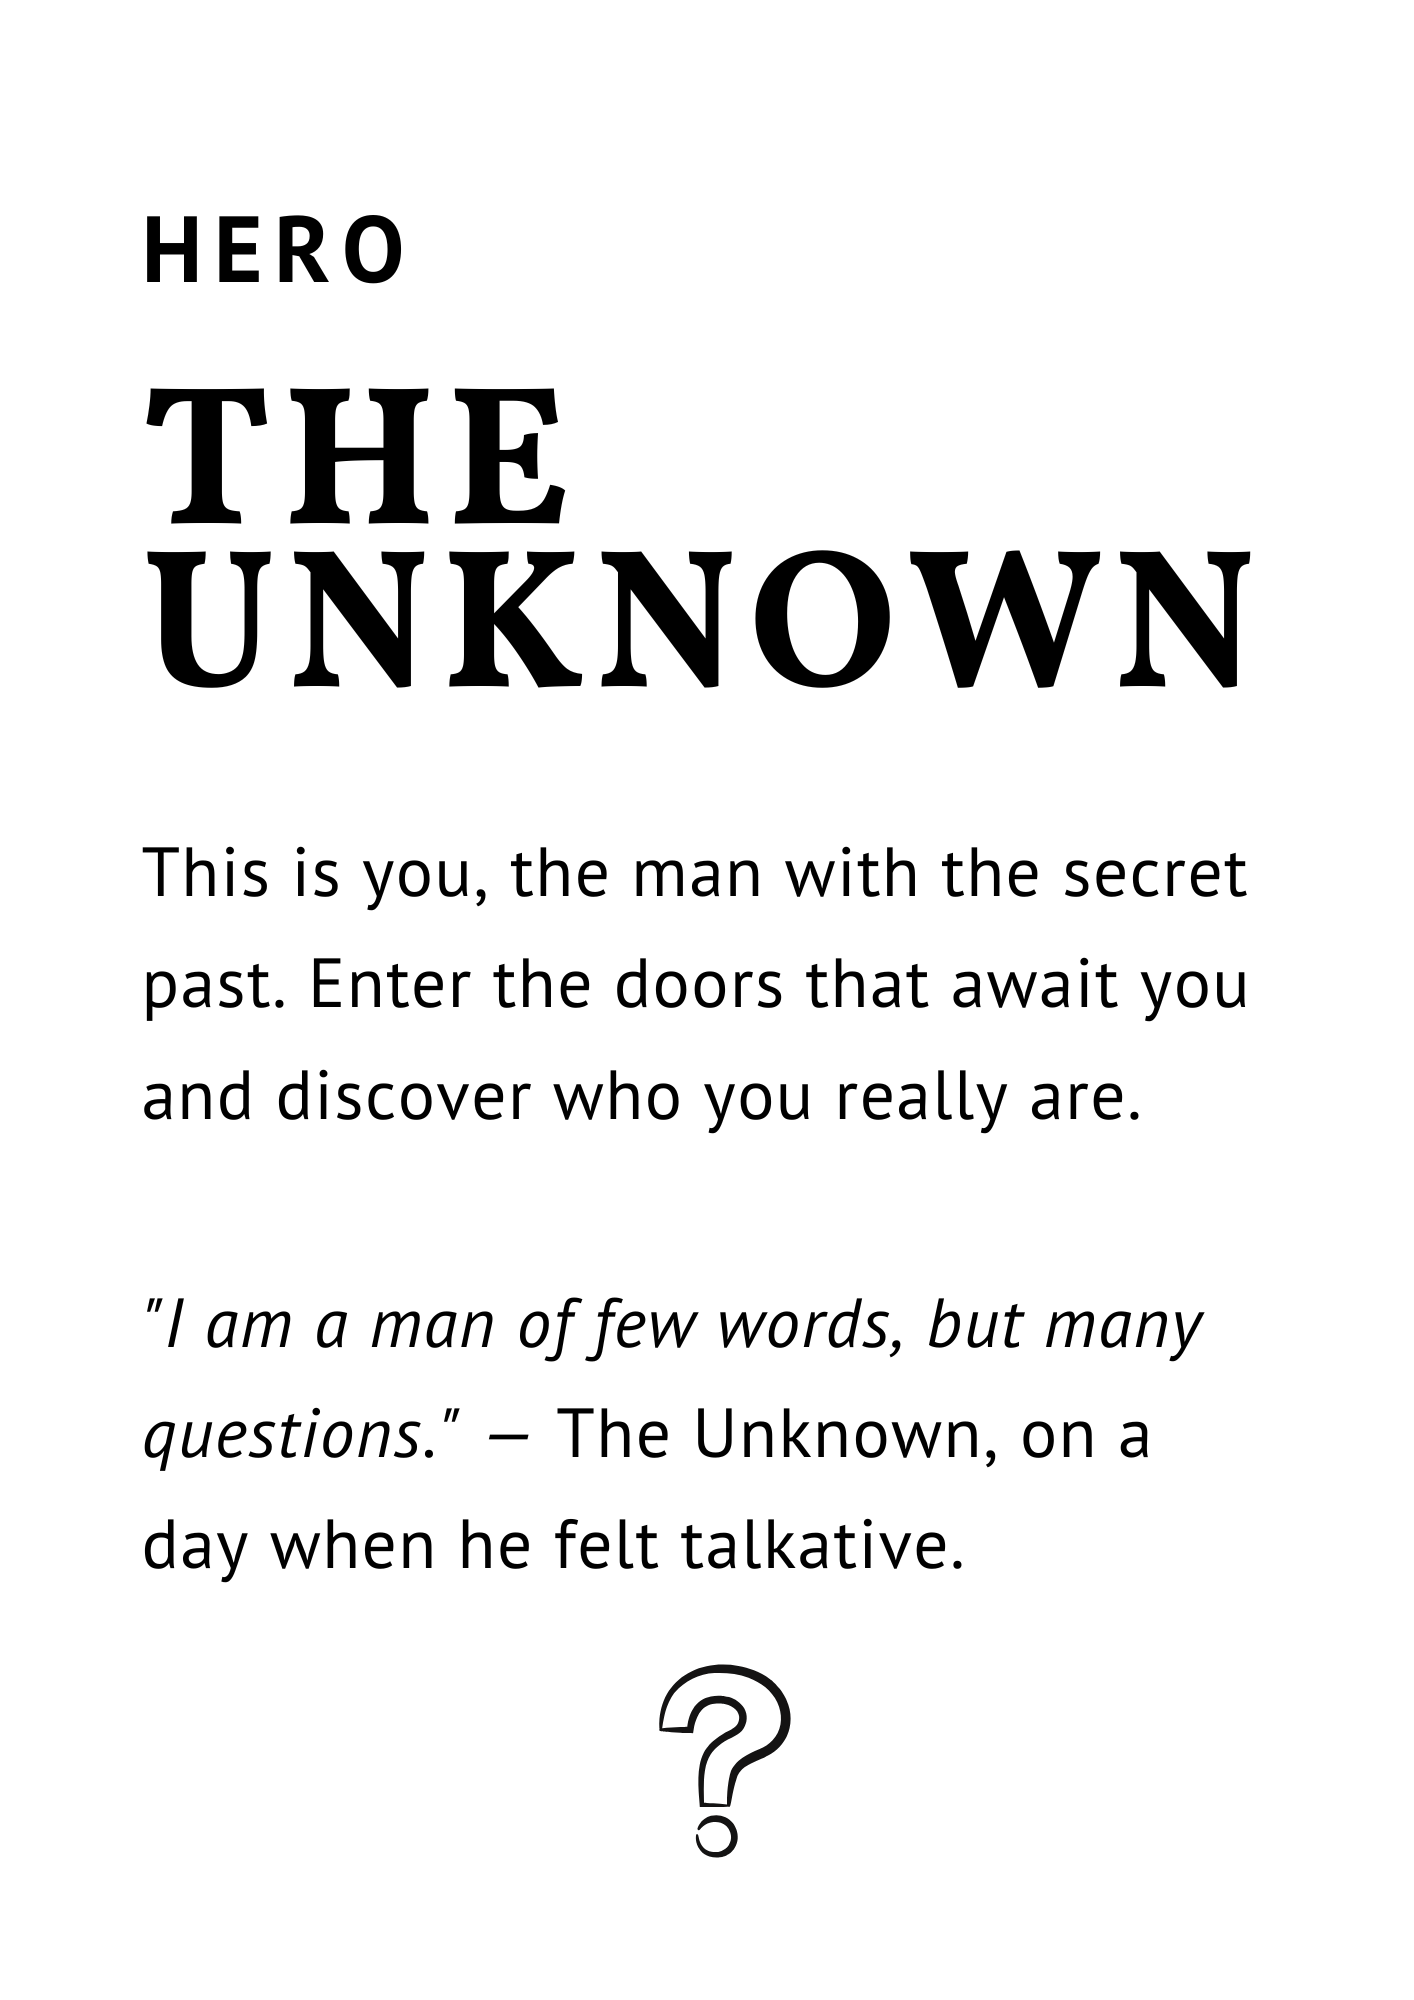 HERO
THE
UNKNOWN
This is you, the man with the secret
past. Enter the doors that await you
and discover who you really are.
"I am a man of few words, but many
questions." – The Unknown, on a
day when he felt talkative.
?